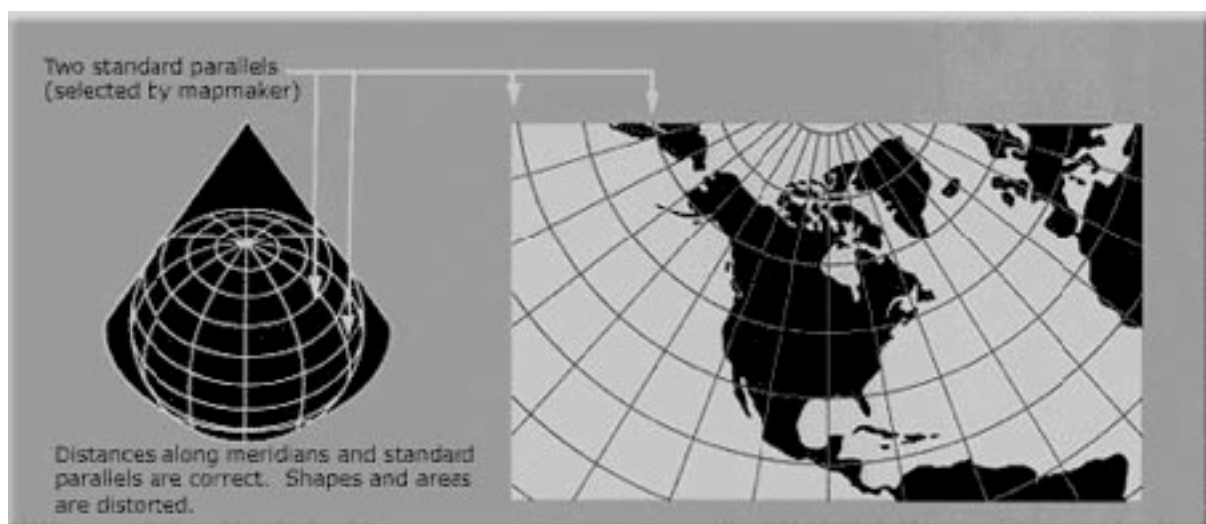 Two standard parallels
(selected by mapmaker)
Distances along meridians and standard
parallels are correct. Shapes and areas
are distorted.